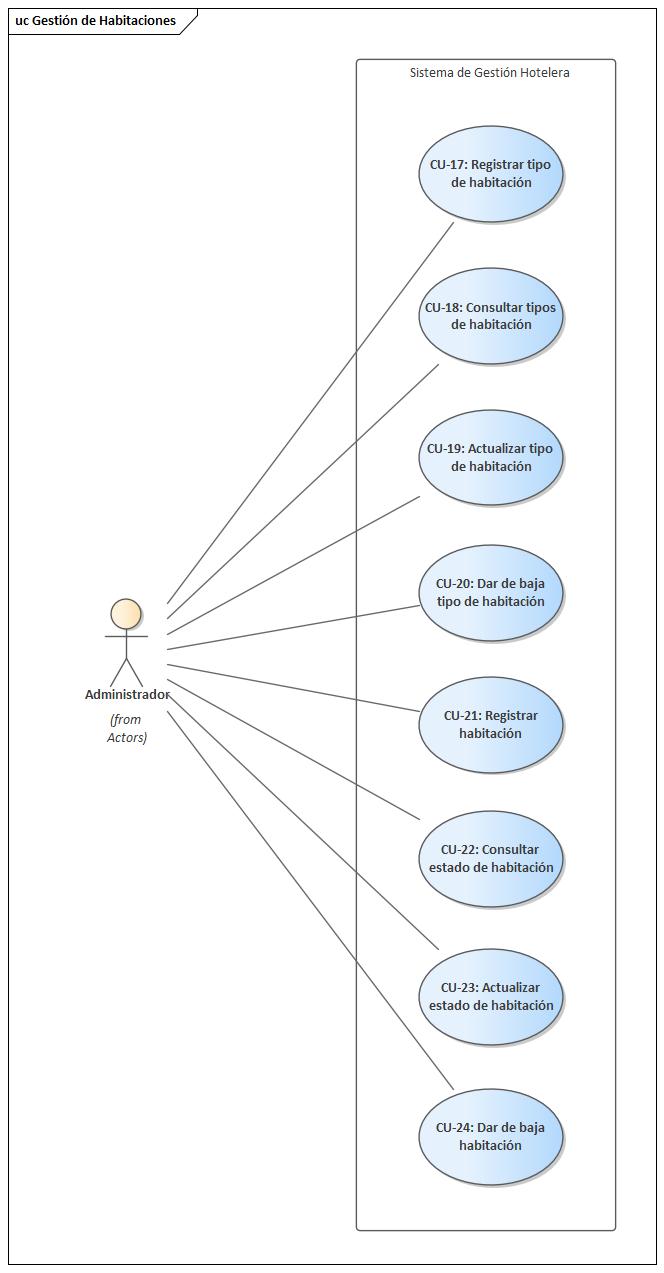 uc Gestión de Habitaciones
Sistema de Gestión Hotelera
CU-17: Registrar tipo
de habitación
CU-18: Consultar tipos
de habitación
CU-19: Actualizar tipo
de habitación
CU-20: Dar de baja
tipo de habitación
Administrador
(from
Actors)
CU-21: Registrar
habitación
CU-22: Consultar
estado de habitación
CU-23: Actualizar
estado de habitación
CU-24: Dar de baja
habitación